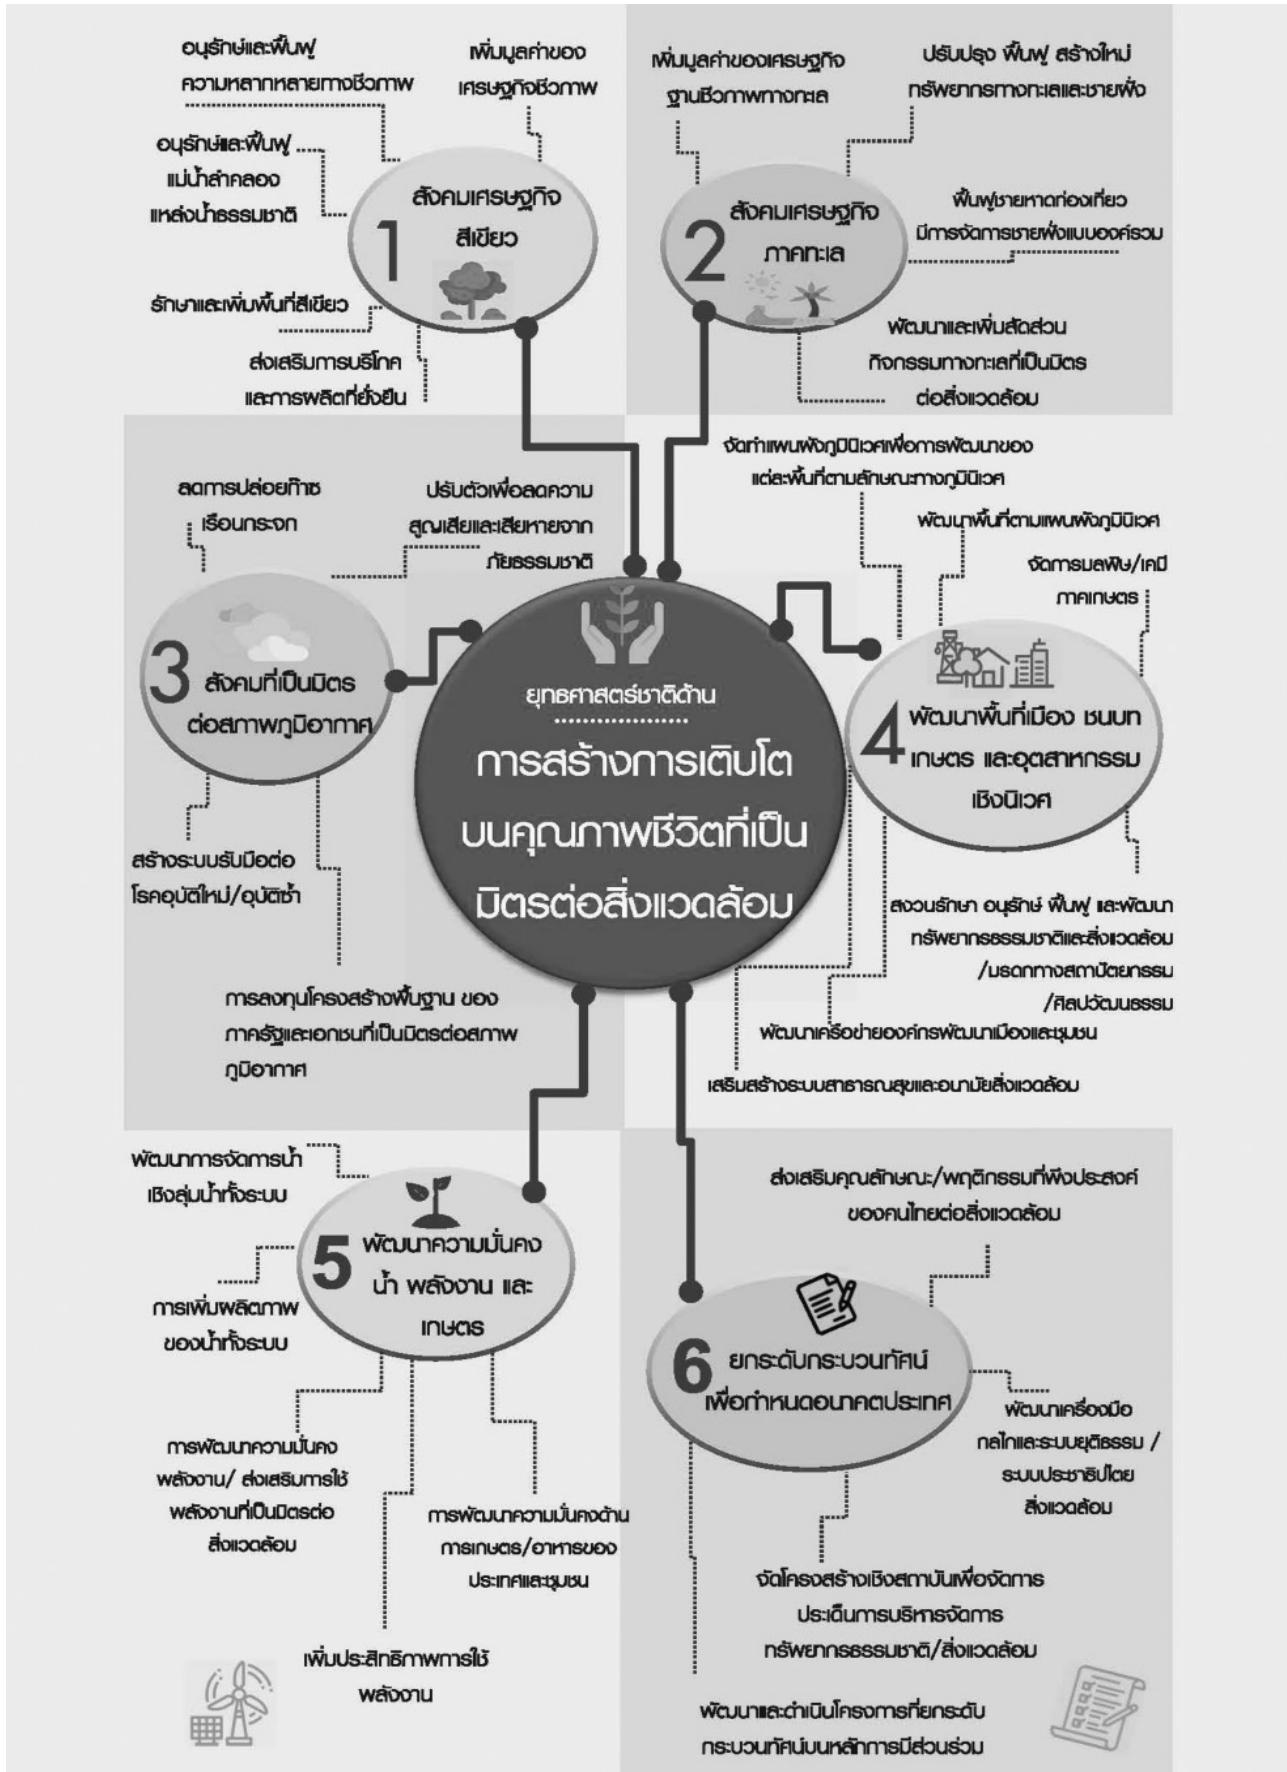 อนุรักษ์และฟื้นฟู
ความหลากหลายทางชีวภาพ
เพิ่มมูลค่าของ
เศรษฐกิจชีวภาพ
อนุรักษ์และฟื้นฟู
แม่น้ำลำคลอง
แหล่งน้ำธรรมชาติ
1
สังคมเศรษฐกิจ
สีเขียว
รักษาและเพิ่มพื้นที่สีเขียว
ส่งเสริมการบริโภค
และการผลิตที่ยั่งยืน
เพิ่มมูลค่าของเศรษฐกิจ
ฐานชีวภาพทางทะเล
ปรับปรุง ฟื้นฟู สร้างใหม่
ทรัพยากรทางทะเลและชายฝั่ง
2
สังคมเศรษฐกิจ
ภาคทะเล
ฟื้นฟูชายหาดท่องเที่ยว
มีการจัดการชายฝั่งแบบองค์รวม
พัฒนาและเพิ่มสัดส่วน
กิจกรรมทางทะเลที่เป็นมิตร
ต่อสิ่งแวดล้อม
ลดการปล่อยก๊าซ
เรือนกระจก
ปรับตัวเพื่อลดความ
สูญเสียและเสียหายจาก
ภัยธรรมชาติ
3
สังคมที่เป็นมิตร
ต่อสภาพภูมิอากาศ
สร้างระบบรับมือต่อ
โรคอุบัติใหม่/อุบัติซ้ำ
การลงทุนโครงสร้างพื้นฐาน ของ
ภาครัฐและเอกชนที่เป็นมิตรต่อสภาพ
ภูมิอากาศ
ยุทธศาสตร์ชาติด้าน
การสร้างการเติบโต
บนคุณภาพชีวิตที่เป็น
มิตรต่อสิ่งแวดล้อม
จัดทำแผนผังภูมินิเวศเพื่อการพัฒนาของ
แต่ละพื้นที่ตามลักษณะทางภูมินิเวศ
พัฒนาพื้นที่ตามแผนผังภูมินิเวศ
จัดการมลพิษ/เคมี
ภาคเกษตร
4
พัฒนาพื้นที่เมือง ชนบท
เกษตร และอุตสาหกรรม
เชิงนิเวศ
สงวนรักษา อนุรักษ์ ฟื้นฟู และพัฒนา
ทรัพยากรธรรมชาติและสิ่งแวดล้อม
/มรดกทางสถาปัตยกรรม
/ศิลปวัฒนธรรม
พัฒนาเครือข่ายองค์กรพัฒนาเมืองและชุมชน
เสริมสร้างระบบสาธารณสุขและอนามัยสิ่งแวดล้อม
พัฒนาการจัดการน้ำ
เชิงลุ่มน้ำทั้งระบบ
5
พัฒนาความมั่นคง
น้ำ พลังงาน และ
เกษตร
การเพิ่มผลิตภาพ
ของน้ำทั้งระบบ
การพัฒนาความมั่นคง
พลังงาน/ ส่งเสริมการใช้
พลังงานที่เป็นมิตรต่อ
สิ่งแวดล้อม
การพัฒนาความมั่นคงด้าน
การเกษตร/อาหารของ
ประเทศและชุมชน
เพิ่มประสิทธิภาพการใช้
พลังงาน
ส่งเสริมคุณลักษณะ/พฤติกรรมที่พึงประสงค์
ของคนไทยต่อสิ่งแวดล้อม
6
ยกระดับกระบวนทัศน์
เพื่อกำหนดอนาคตประเทศ
พัฒนาเครื่องมือ
กลไกและระบบยุติธรรม /
ระบบประชาธิปไตย
สิ่งแวดล้อม
จัดโครงสร้างเชิงสถาบันเพื่อจัดการ
ประเด็นการบริหารจัดการ
ทรัพยากรธรรมชาติ/สิ่งแวดล้อม
พัฒนาและดำเนินโครงการที่ยกระดับ
กระบวนทัศน์บนหลักการมีส่วนร่วม